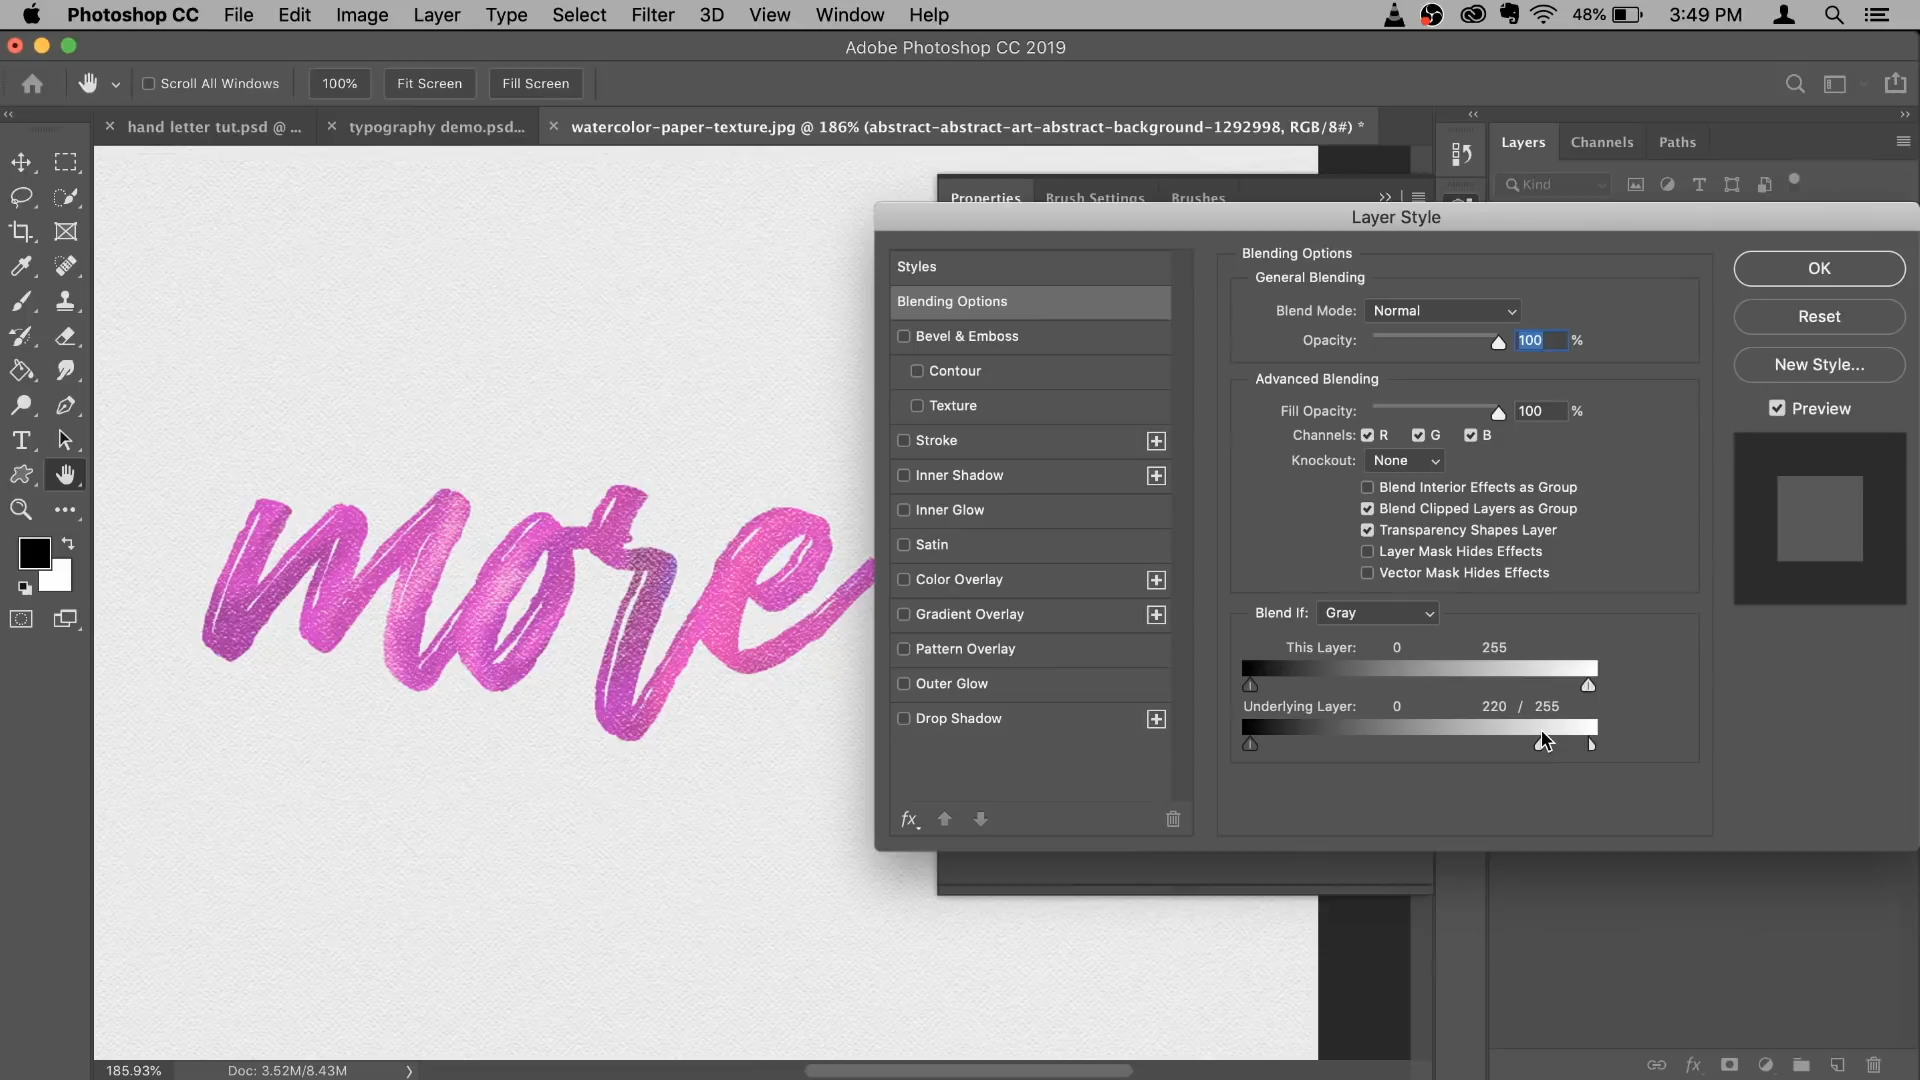 Photoshop CC File Edit Image Layer Type Select Filter 3D View Window Help 48% 3:49 PM
Adobe Photoshop CC 2019
Scroll All Windows 100% Fit Screen Fill Screen
hand letter tut.psd @ ... typography demo.psd... watercolor-paper-texture.jpg @ 186% (abstract-abstract-art-abstract-background-1292998, RGB/8#) *
Layers Channels Paths
Kind
Properties Brush Settings Brushes
Layer Style
Styles
Blending Options
Bevel & Emboss
Contour
Texture
Stroke
Inner Shadow
Inner Glow
Satin
Color Overlay
Gradient Overlay
Pattern Overlay
Outer Glow
Drop Shadow
fx
Blending Options
General Blending
Blend Mode: Normal
Opacity: 100 %
Advanced Blending
Fill Opacity: 100 %
Channels: R G B
Knockout: None
Blend Interior Effects as Group
Blend Clipped Layers as Group
Transparency Shapes Layer
Layer Mask Hides Effects
Vector Mask Hides Effects
Blend If: Gray
This Layer: 0 255
Underlying Layer: 0 220 / 255
OK
Reset
New Style...
Preview
more
185.93% Doc: 3.52M/8.43M
fx